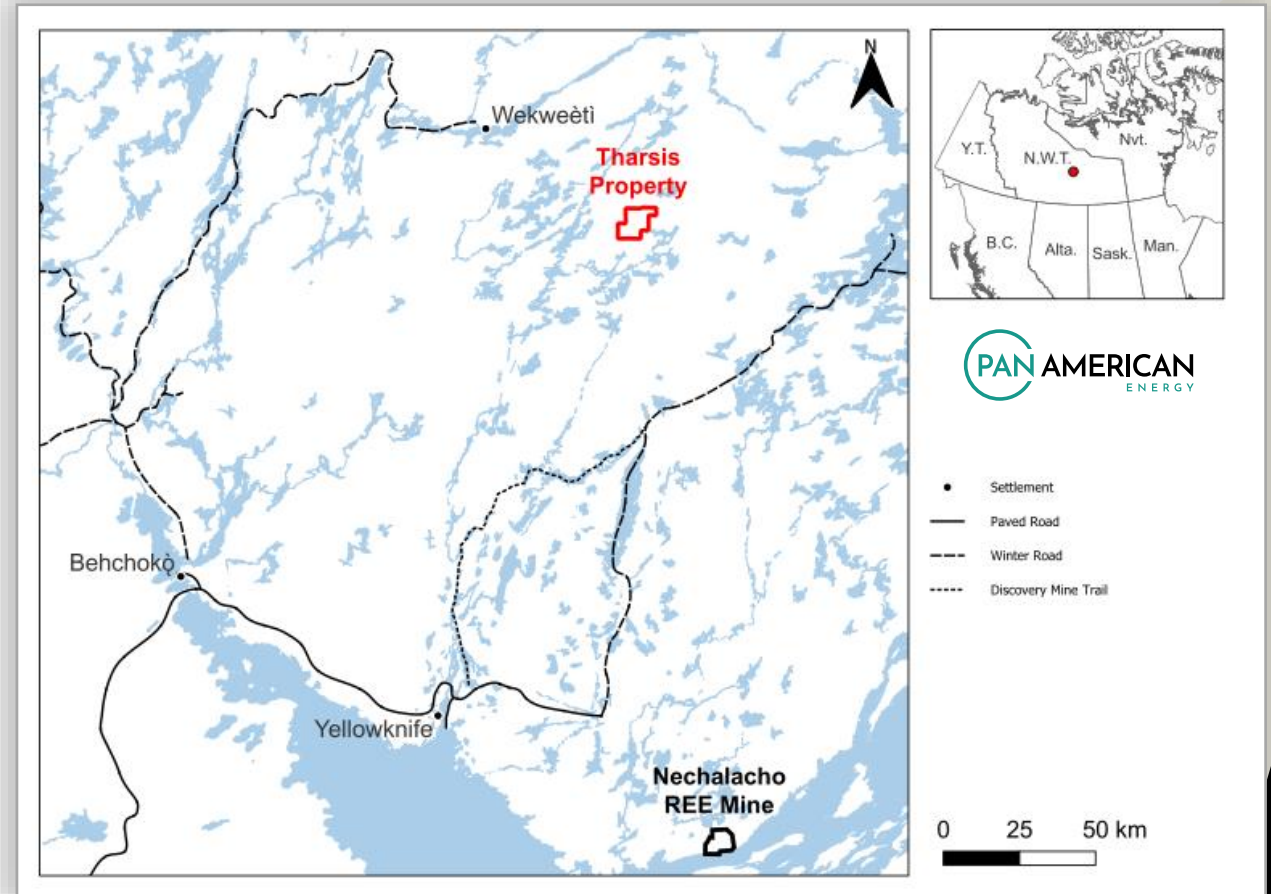 N
Wekweètì
Tharsis
Property
Behchokǫ̀
Yellowknife
Nechalacho
REE Mine
Y.T.
N.W.T.
Nvt.
B.C.
Alta.
Sask.
Man.
PAN AMERICAN
ENERGY
Settlement
Paved Road
Winter Road
Discovery Mine Trail
0 25 50 km